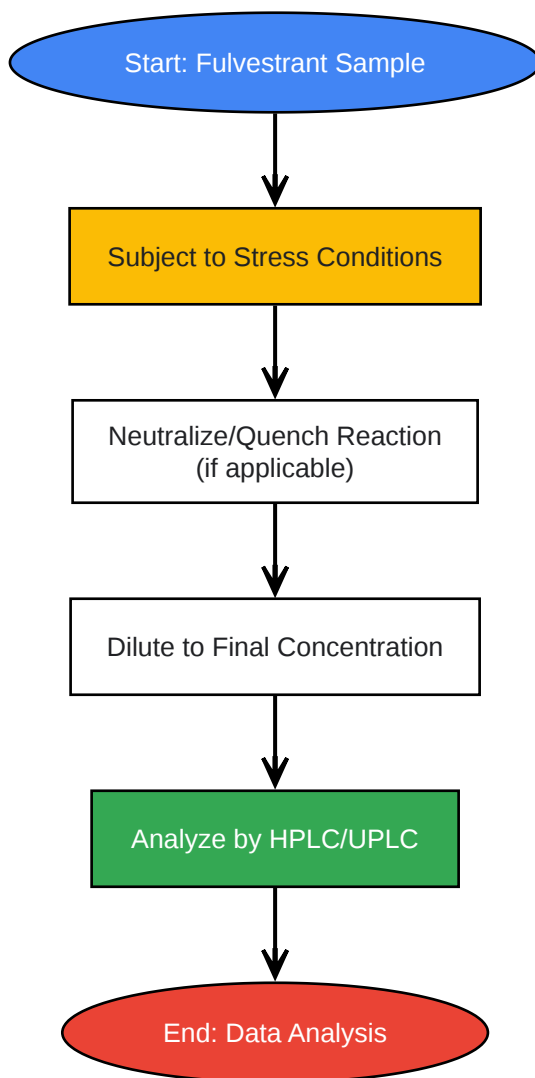 Start: Fulvestrant Sample
Subject to Stress Conditions
Neutralize/Quench Reaction
(if applicable)
Dilute to Final Concentration
Analyze by HPLC/UPLC
End: Data Analysis